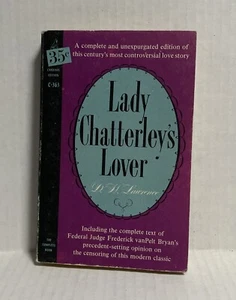 35¢
C-161
A complete and unexpurgated edition of
this century's most controversial love story
Lady
Chatterley's
Lover
D. H. Lawrence
Including the complete text of
Federal Judge Frederick vanPelt Bryan's
precedent-setting opinion on
the censoring of this modern classic